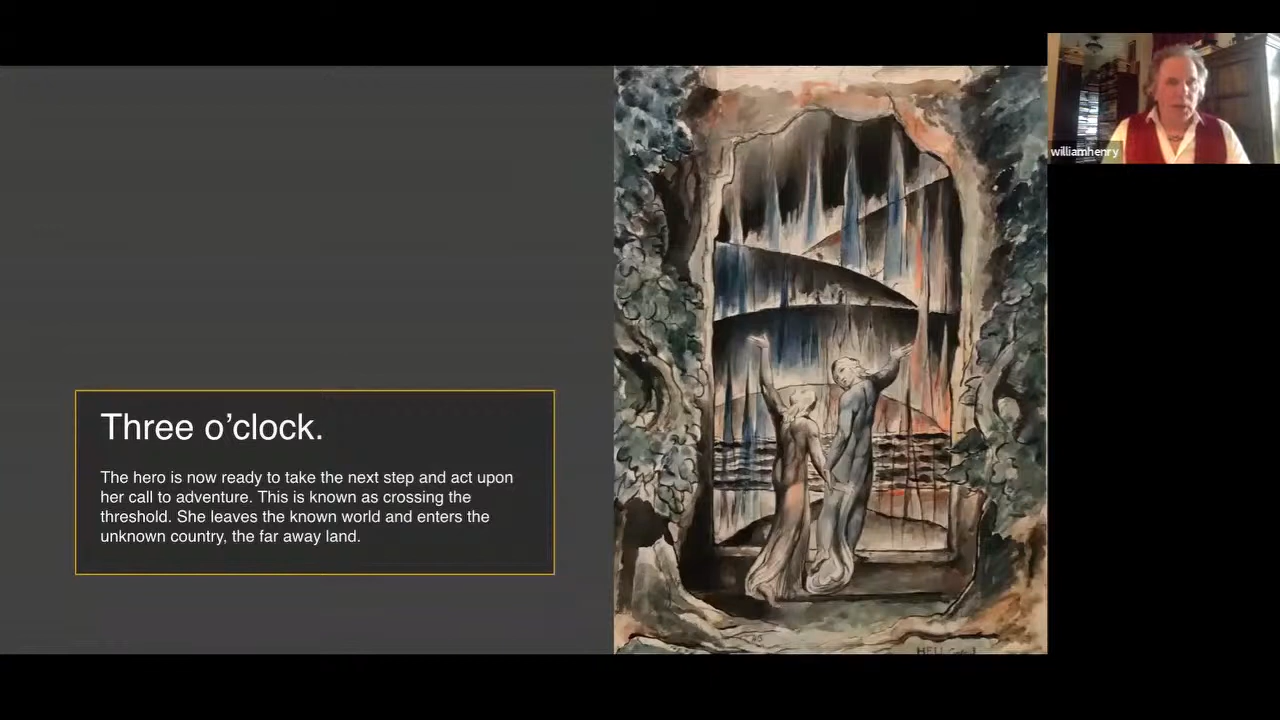 williamhenry
Three o’clock.
The hero is now ready to take the next step and act upon
her call to adventure. This is known as crossing the
threshold. She leaves the known world and enters the
unknown country, the far away land.
HELL